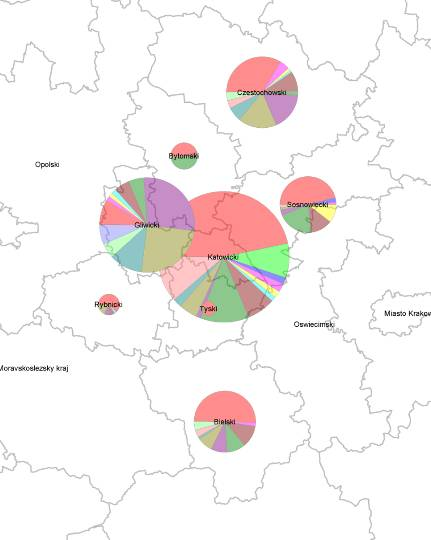 Czestochowski
Bytomski
Opolski
Sosnowiecki
Gliwicki
Katowicki
Rybnicki
Tyski
Miasto Krakow
Oswiecimski
Moravskoslezsky kraj
Bielski